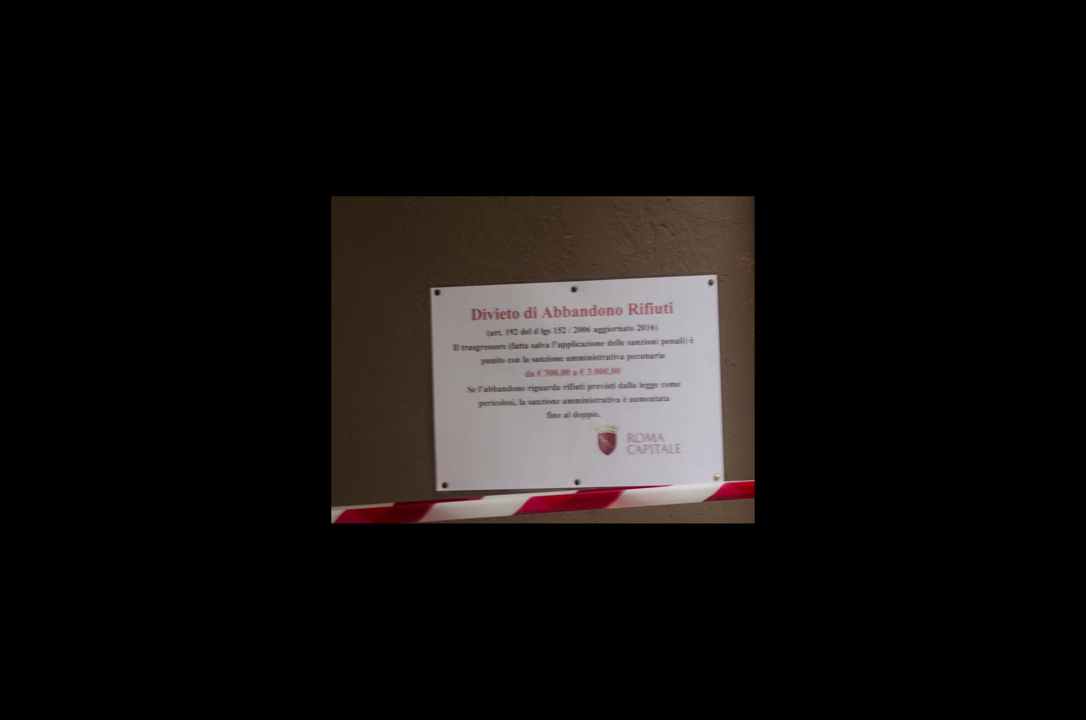 Divieto di Abbandono Rifiuti
(art. 192 del d lgs 152 / 2006 aggiornato 2016)
Il trasgressore (fatta salva l'applicazione delle sanzioni penali) è
punito con la sanzione amministrativa pecunaria
da € 300,00 a € 3.000,00
Se l'abbandono riguarda rifiuti previsti dalla legge come
pericolosi, la sanzione amministrativa è aumentata
fino al doppio.
ROMA
CAPITALE